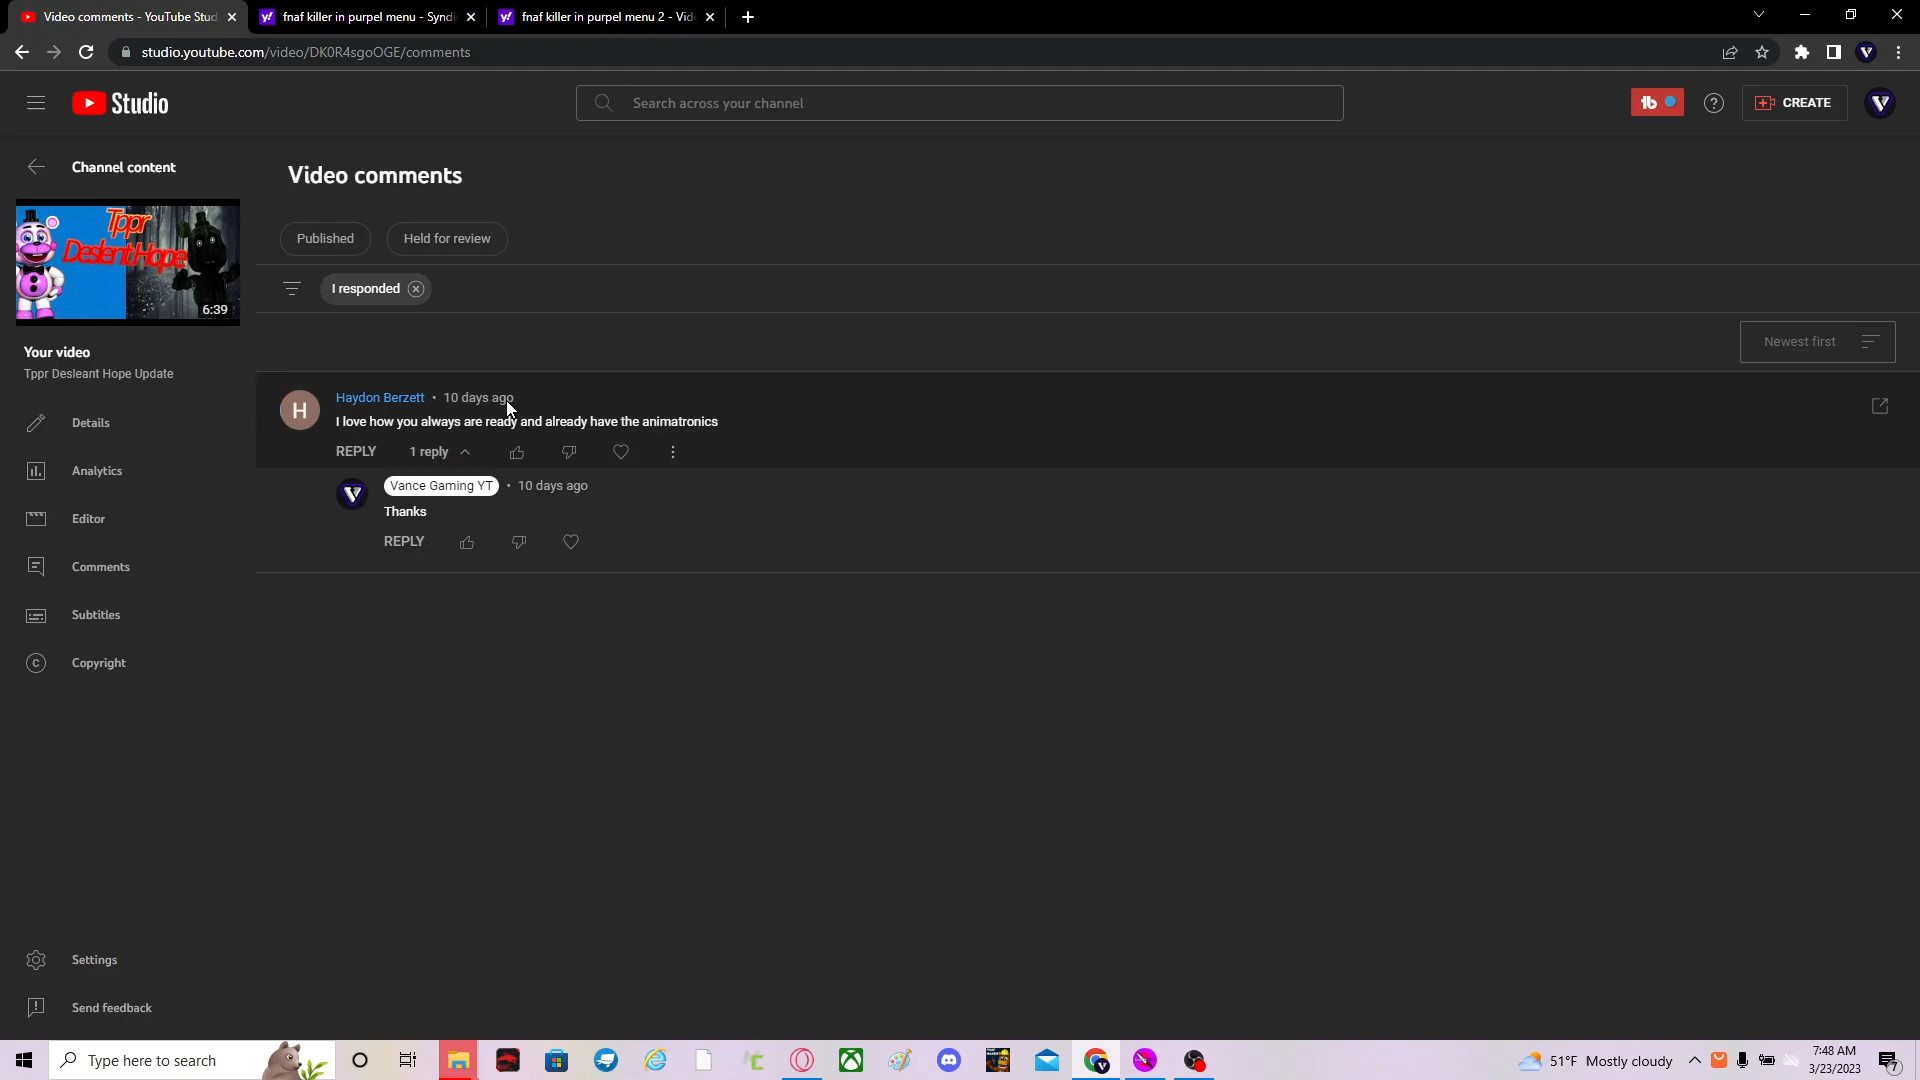 Video comments - YouTube Stud
fnaf killer in purpel menu - Syndi
fnaf killer in purpel menu 2 - Vid
studio.youtube.com/video/DK0R4sgoOGE/comments
Studio
Search across your channel
CREATE
Channel content
Video comments
Published
Held for review
Tppr
DeslentHope
6:39
I responded
Newest first
Your video
Tppr Desleant Hope Update
Haydon Berzett • 10 days ago
I love how you always are ready and already have the animatronics
REPLY
1 reply
Vance Gaming YT • 10 days ago
Thanks
REPLY
Details
Analytics
Editor
Comments
Subtitles
Copyright
Settings
Send feedback
Type here to search
51°F Mostly cloudy
7:48 AM
3/23/2023
7